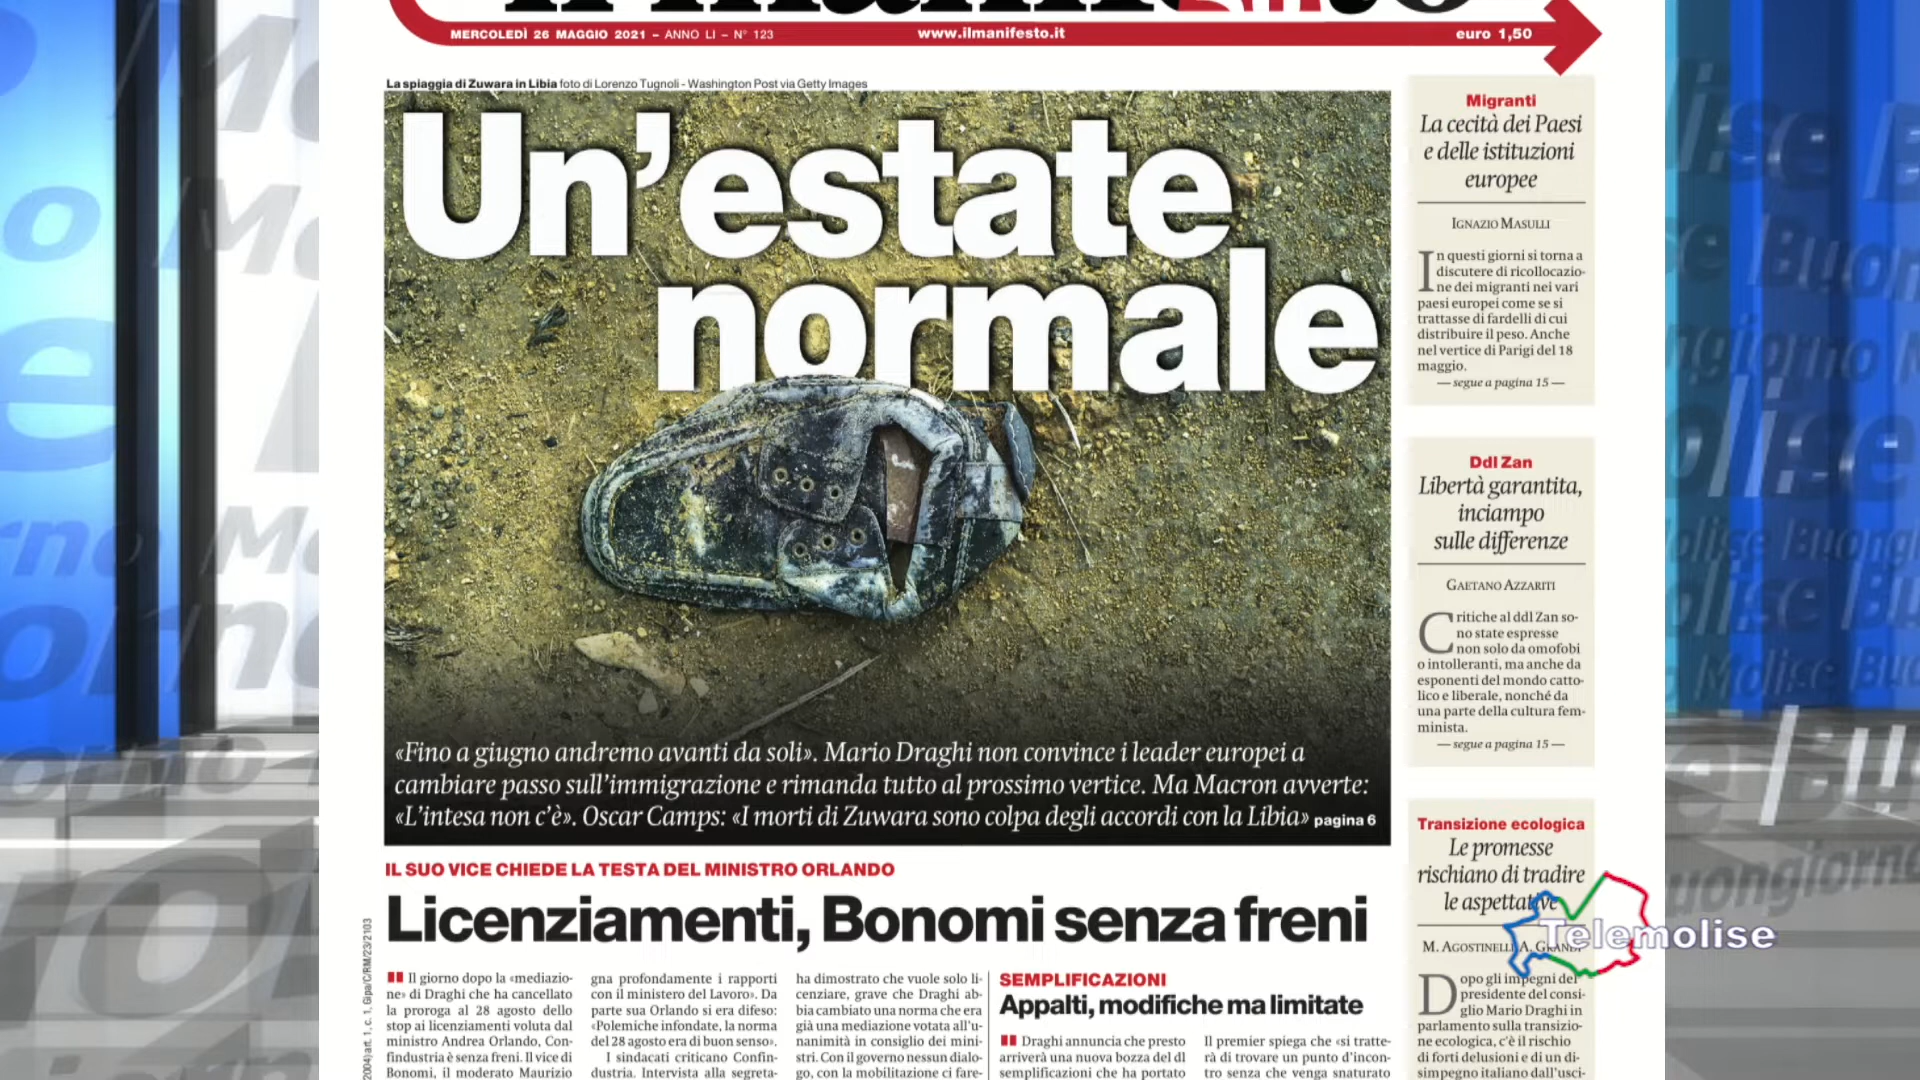 il manifesto
MERCOLEDÌ 26 MAGGIO 2021 – ANNO LI – N° 123
www.ilmanifesto.it
euro 1,50
La spiaggia di Zuwara in Libia foto di Lorenzo Tugnoli - Washington Post via Getty Images
Un’estate
normale
«Fino a giugno andremo avanti da soli». Mario Draghi non convince i leader europei a
cambiare passo sull’immigrazione e rimanda tutto al prossimo vertice. Ma Macron avverte:
«L’intesa non c’è». Oscar Camps: «I morti di Zuwara sono colpa degli accordi con la Libia» pagina 6
Migranti
La cecità dei Paesi
e delle istituzioni
europee
IGNAZIO MASULLI
In questi giorni si torna a
discutere di ricollocazio-
ne dei migranti nei vari
paesi europei come se si
trattasse di fardelli di cui
distribuire il peso. Anche
nel vertice di Parigi del 18
maggio.
— segue a pagina 15 —
Ddl Zan
Libertà garantita,
inciampo
sulle differenze
GAETANO AZZARITI
Critiche al ddl Zan so-
no state espresse
non solo da omofobi
o intolleranti, ma anche da
esponenti del mondo catto-
lico e liberale, nonché da
una parte della cultura fem-
minista.
— segue a pagina 15 —
Transizione ecologica
Le promesse
rischiano di tradire
le aspettative
M. AGOSTINELLI, A. GRANDI
Dopo gli impegni del
presidente del consi-
glio Mario Draghi in
parlamento sulla transizio-
ne ecologica, c’è il rischio
di forti delusioni e di un di-
simpegno italiano dall’usci-
IL SUO VICE CHIEDE LA TESTA DEL MINISTRO ORLANDO
Licenziamenti, Bonomi senza freni
Il giorno dopo la «mediazio-
ne» di Draghi che ha cancellato
la proroga al 28 agosto dello
stop ai licenziamenti voluta dal
ministro Andrea Orlando, Con-
findustria è senza freni. Il vice di
Bonomi, il moderato Maurizio
gna profondamente i rapporti
con il ministero del Lavoro». Da
parte sua Orlando si era difeso:
«Polemiche infondate, la norma
del 28 agosto era di buon senso».
I sindacati criticano Confin-
dustria. Intervista alla segreta-
ha dimostrato che vuole solo li-
cenziare, grave che Draghi ab-
bia cambiato una norma che era
già una mediazione votata all’u-
nanimità in consiglio dei mini-
stri. Con il governo nessun dialo-
go, con la mobilitazione ci fare-
SEMPLIFICAZIONI
Appalti, modifiche ma limitate
Draghi annuncia che presto
arriverà una nuova bozza del dl
semplificazioni che ha portato
Il premier spiega che «si tratte-
rà di trovare un punto d’incon-
tro senza che venga snaturato
2004) art. 1, c. 1, Gipa/C/RM/23/2103
Telemolise